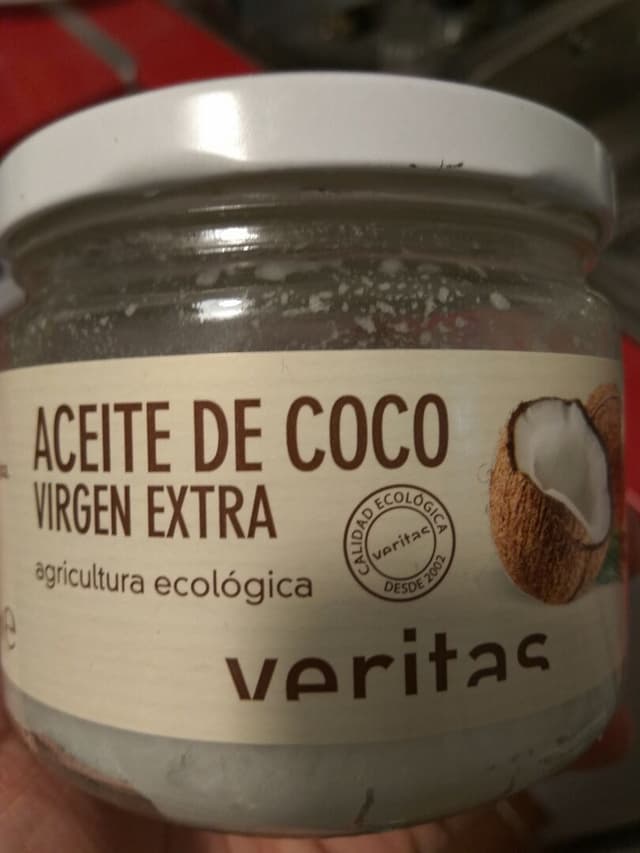 ACEITE DE COCO
VIRGEN EXTRA
agricultura ecológica
CALIDAD ECOLÓGICA
veritas
DESDE 2002
veritas
e